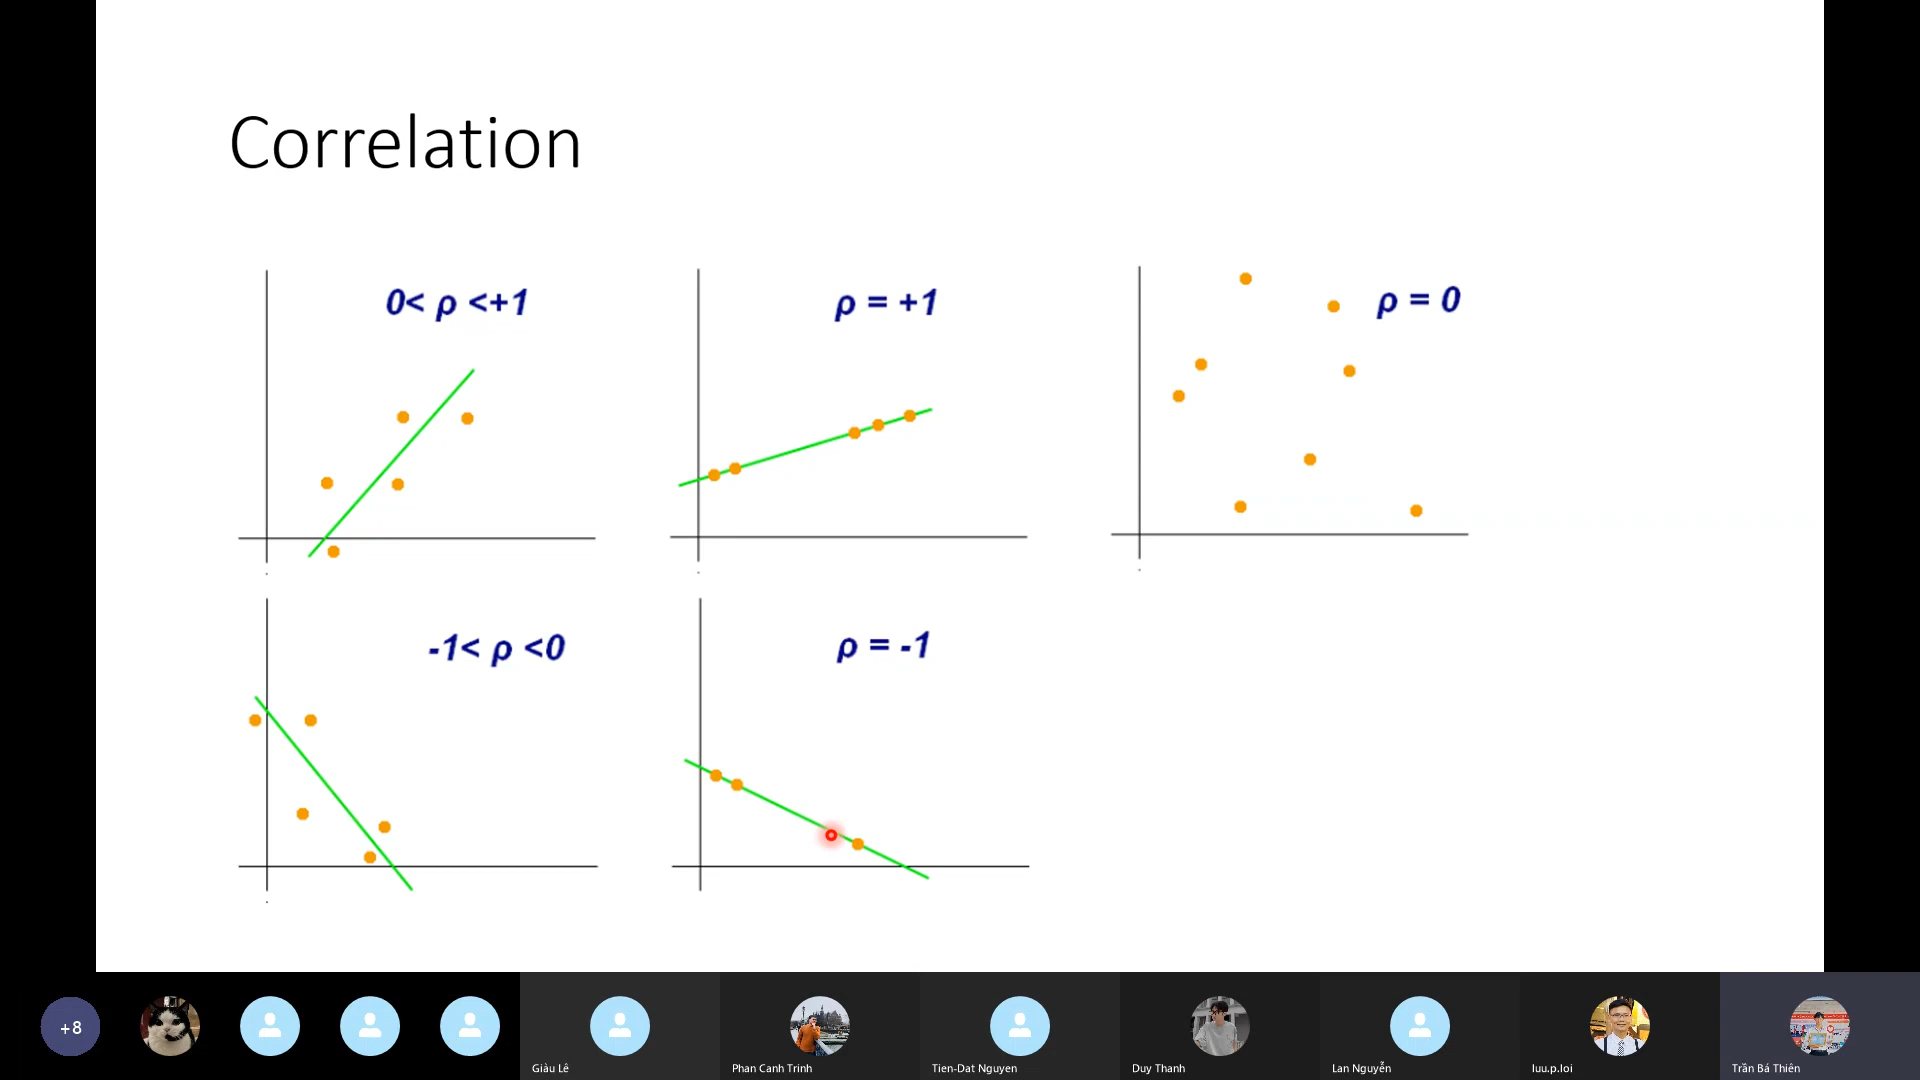 Correlation
0< ρ <+1
ρ = +1
ρ = 0
-1< ρ <0
ρ = -1
+8
Giàu Lê
Phan Canh Trinh
Tien-Dat Nguyen
Duy Thanh
Lan Nguyễn
luu.p.loi
Trần Bá Thiên